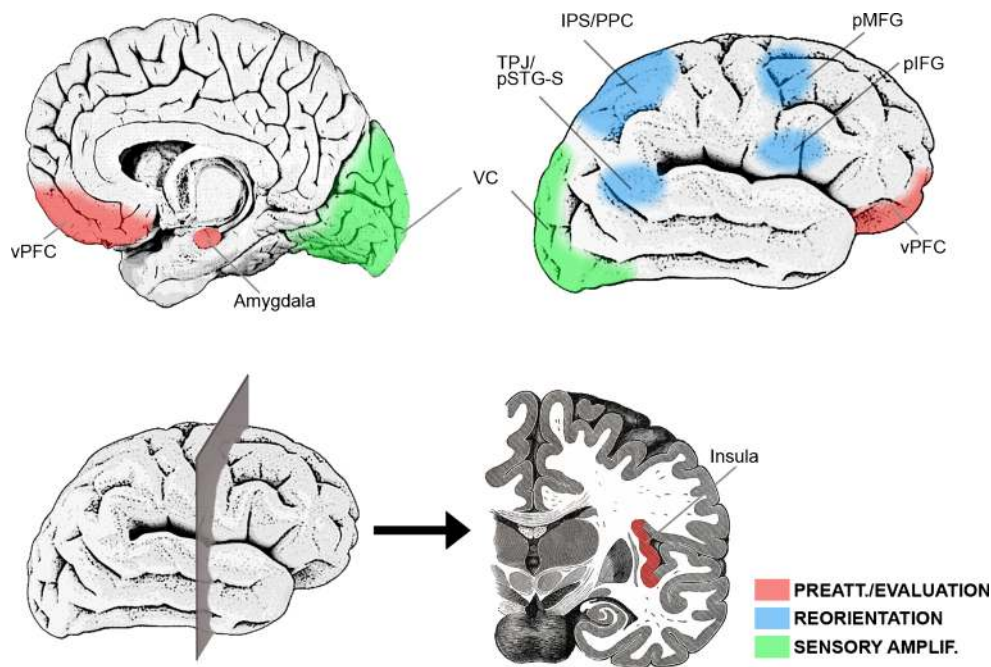 IPS/PPC
pMFG
TPJ/
pSTG-S
pIFG
VC
vPFC
vPFC
Amygdala
Insula
PREATT./EVALUATION
REORIENTATION
SENSORY AMPLIF.